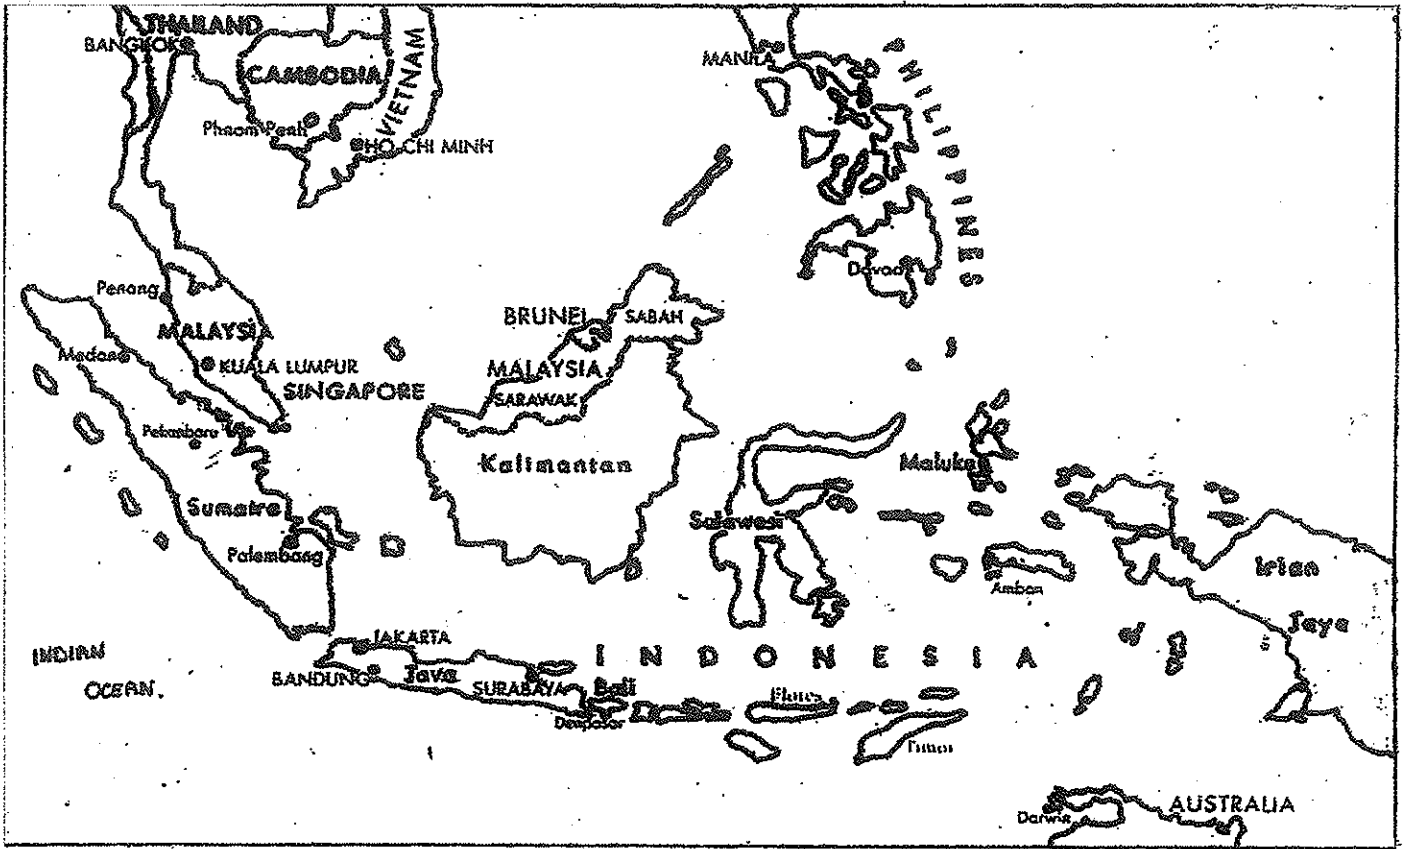 THAILAND
BANGKOK
CAMBODIA
VIETNAM
Phnom Penh
HO CHI MINH
MANILA
PHILIPPINES
Davao
Penang
MALAYSIA
Medan
KUALA LUMPUR
SINGAPORE
Pekanbaru
Sumatra
Palembang
BRUNEI
SABAH
MALAYSIA
SARAWAK
Kalimantan
Sulawesi
Maluku
Ambon
Irian
Jaya
INDIAN
OCEAN.
JAKARTA
BANDUNG
Java
SURABAYA
INDONESIA
Bali
Denpasar
Flores
Timor
Darwin
AUSTRALIA